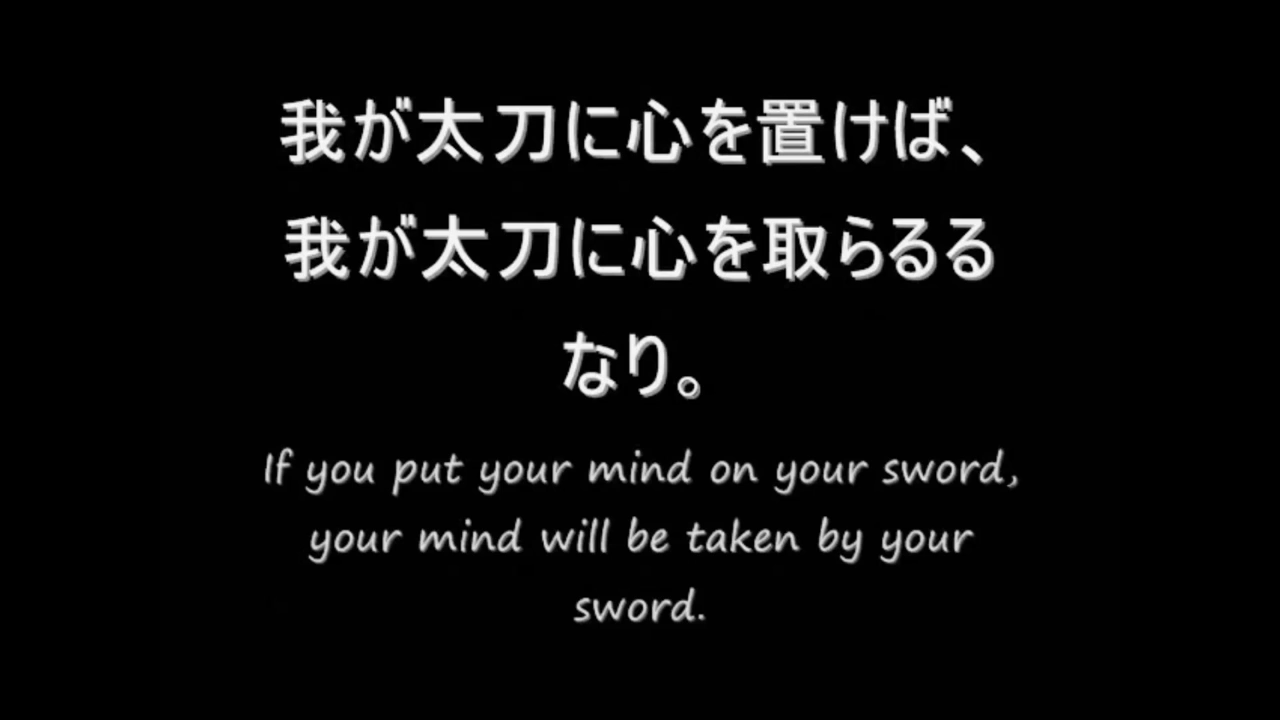 我が太刀に心を置けば、
我が太刀に心を取らるる
なり。
If you put your mind on your sword,
your mind will be taken by your
sword.